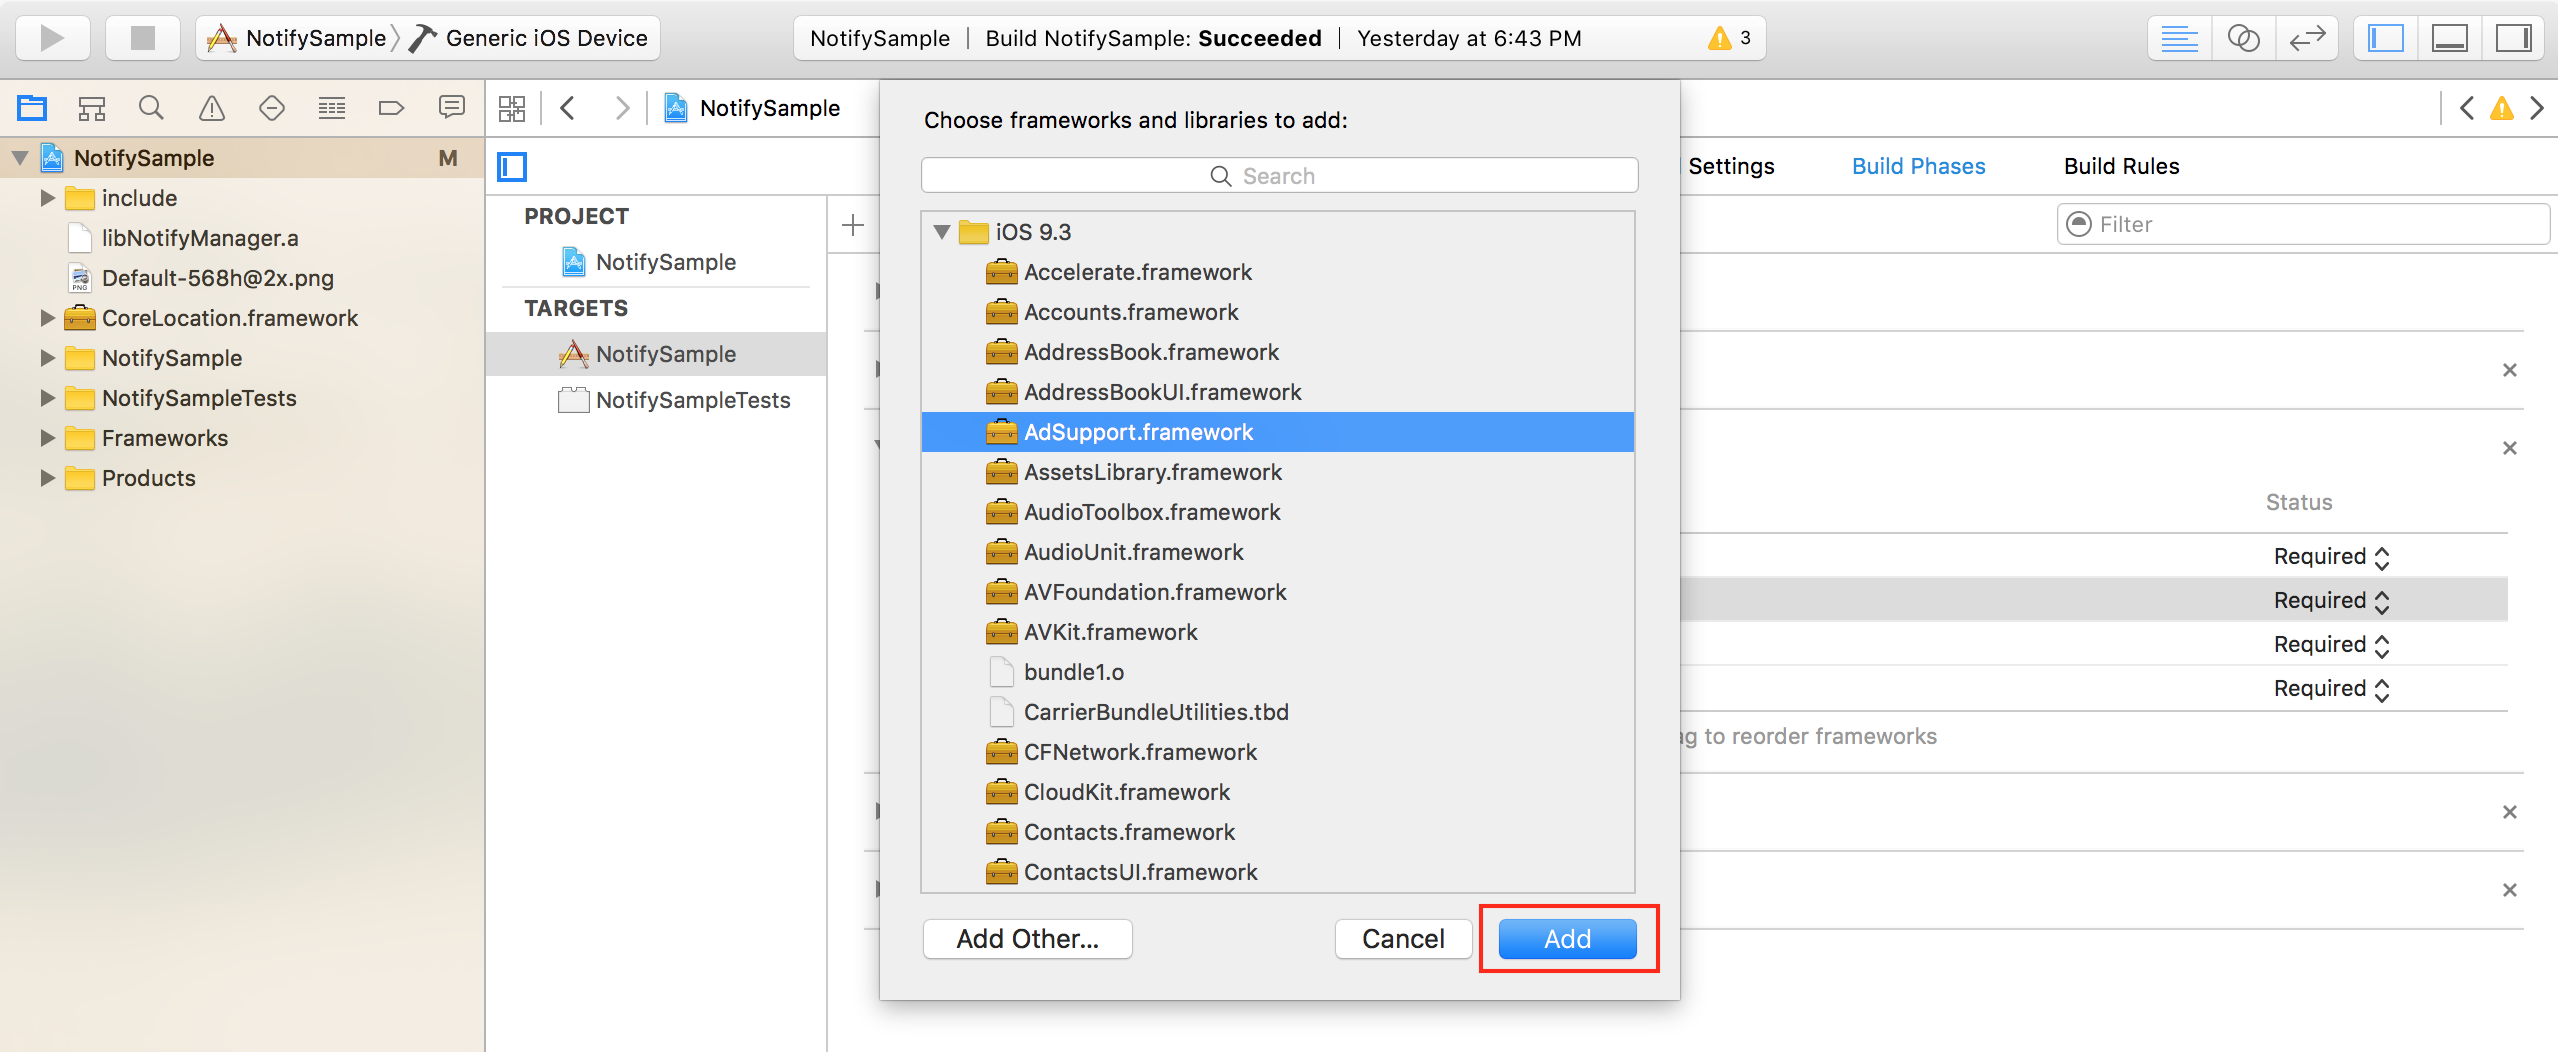 NotifySample Generic iOS Device
NotifySample Build NotifySample: Succeeded Yesterday at 6:43 PM 3
NotifySample
NotifySample M
include
libNotifyManager.a
Default-568h@2x.png
PNG
CoreLocation.framework
NotifySample
NotifySampleTests
Frameworks
Products
PROJECT
NotifySample
TARGETS
NotifySample
NotifySampleTests
Choose frameworks and libraries to add:
Search
iOS 9.3
Accelerate.framework
Accounts.framework
AddressBook.framework
AddressBookUI.framework
AdSupport.framework
AssetsLibrary.framework
AudioToolbox.framework
AudioUnit.framework
AVFoundation.framework
AVKit.framework
bundle1.o
CarrierBundleUtilities.tbd
CFNetwork.framework
CloudKit.framework
Contacts.framework
ContactsUI.framework
Add Other...
Cancel
Add
Settings Build Phases Build Rules
Filter
Status
Required
Required
Required
Required
to reorder frameworks